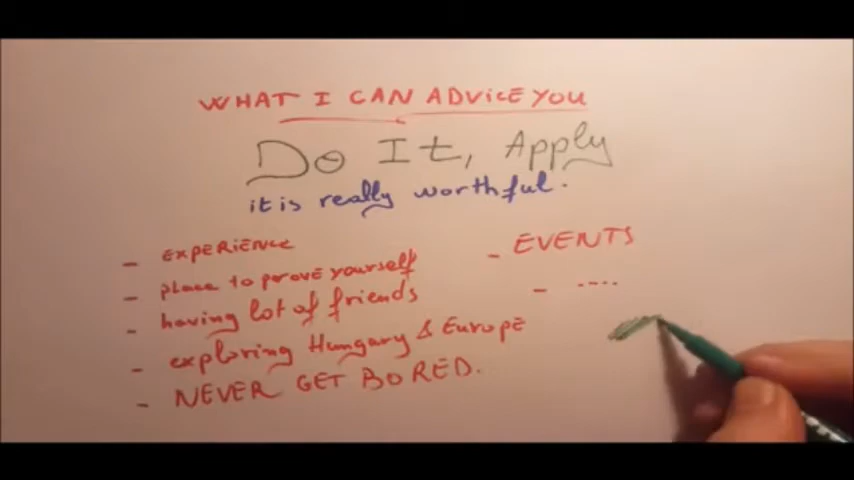 WHAT I CAN ADVICE YOU
Do It, Apply
it is really worthful.
- EXPERIENCE
- place to prove yourself
- having lot of friends
- exploring Hungary & Europe
- NEVER GET BORED.
- EVENTS
- ....